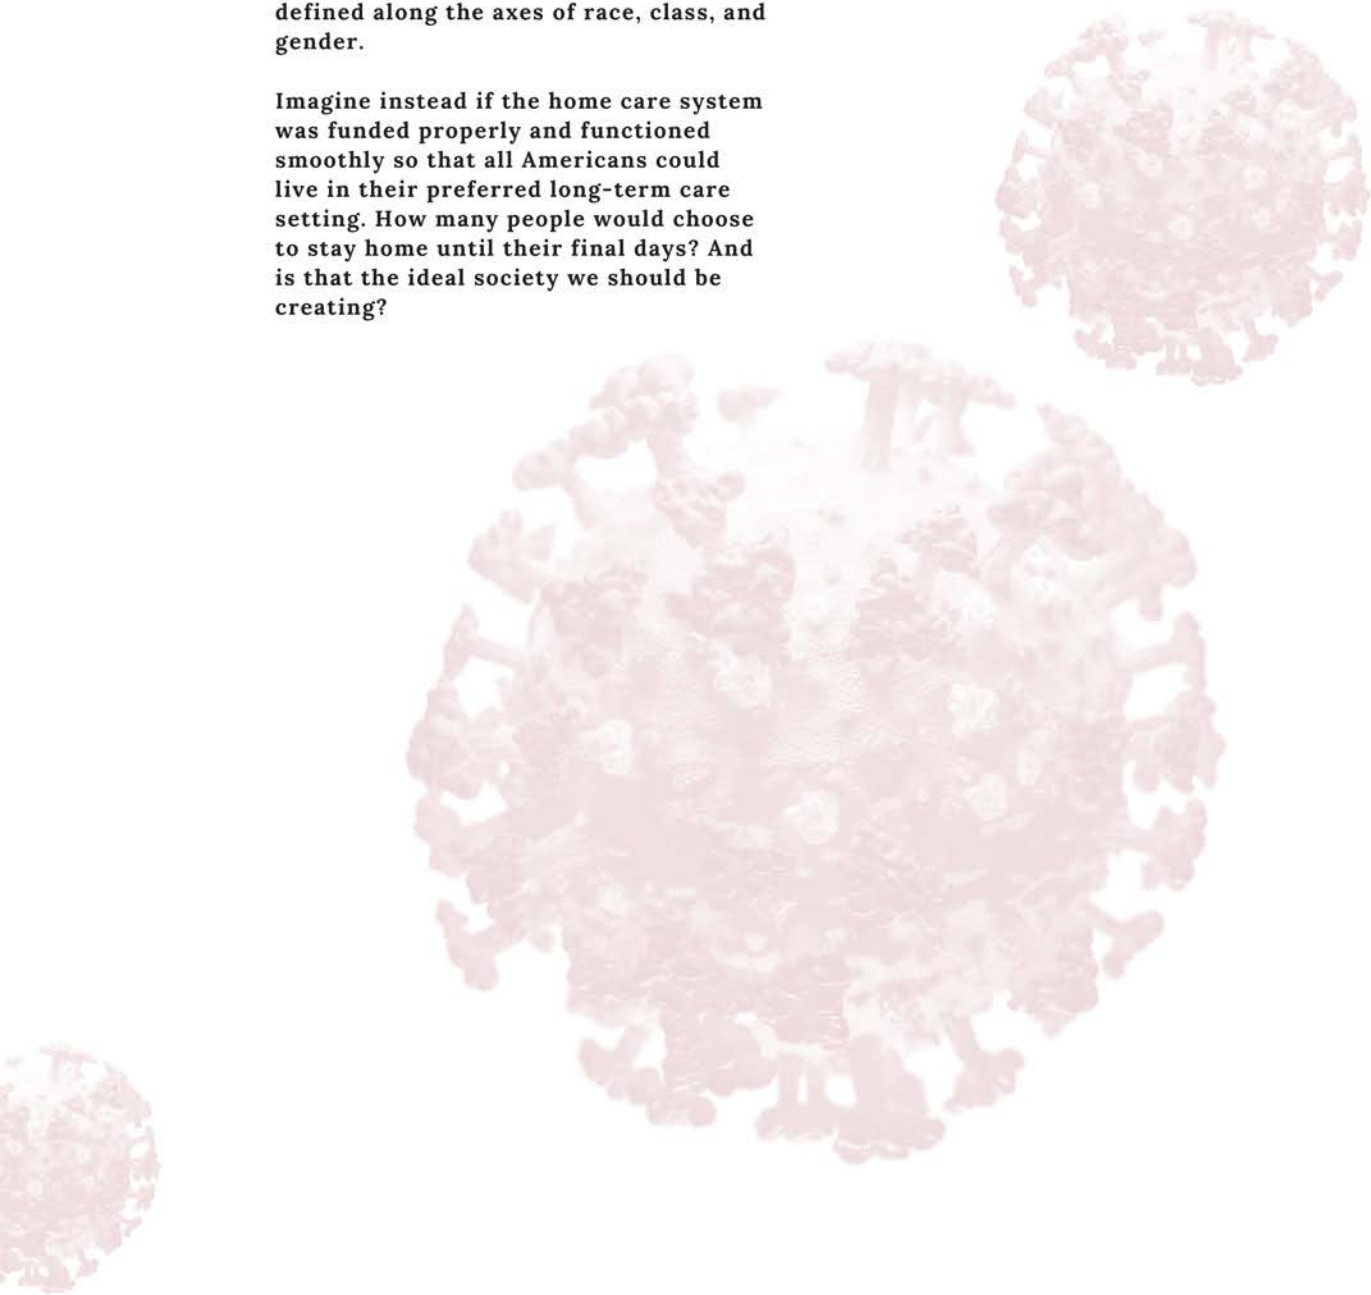 defined along the axes of race, class, and
gender.
Imagine instead if the home care system
was funded properly and functioned
smoothly so that all Americans could
live in their preferred long-term care
setting. How many people would choose
to stay home until their final days? And
is that the ideal society we should be
creating?